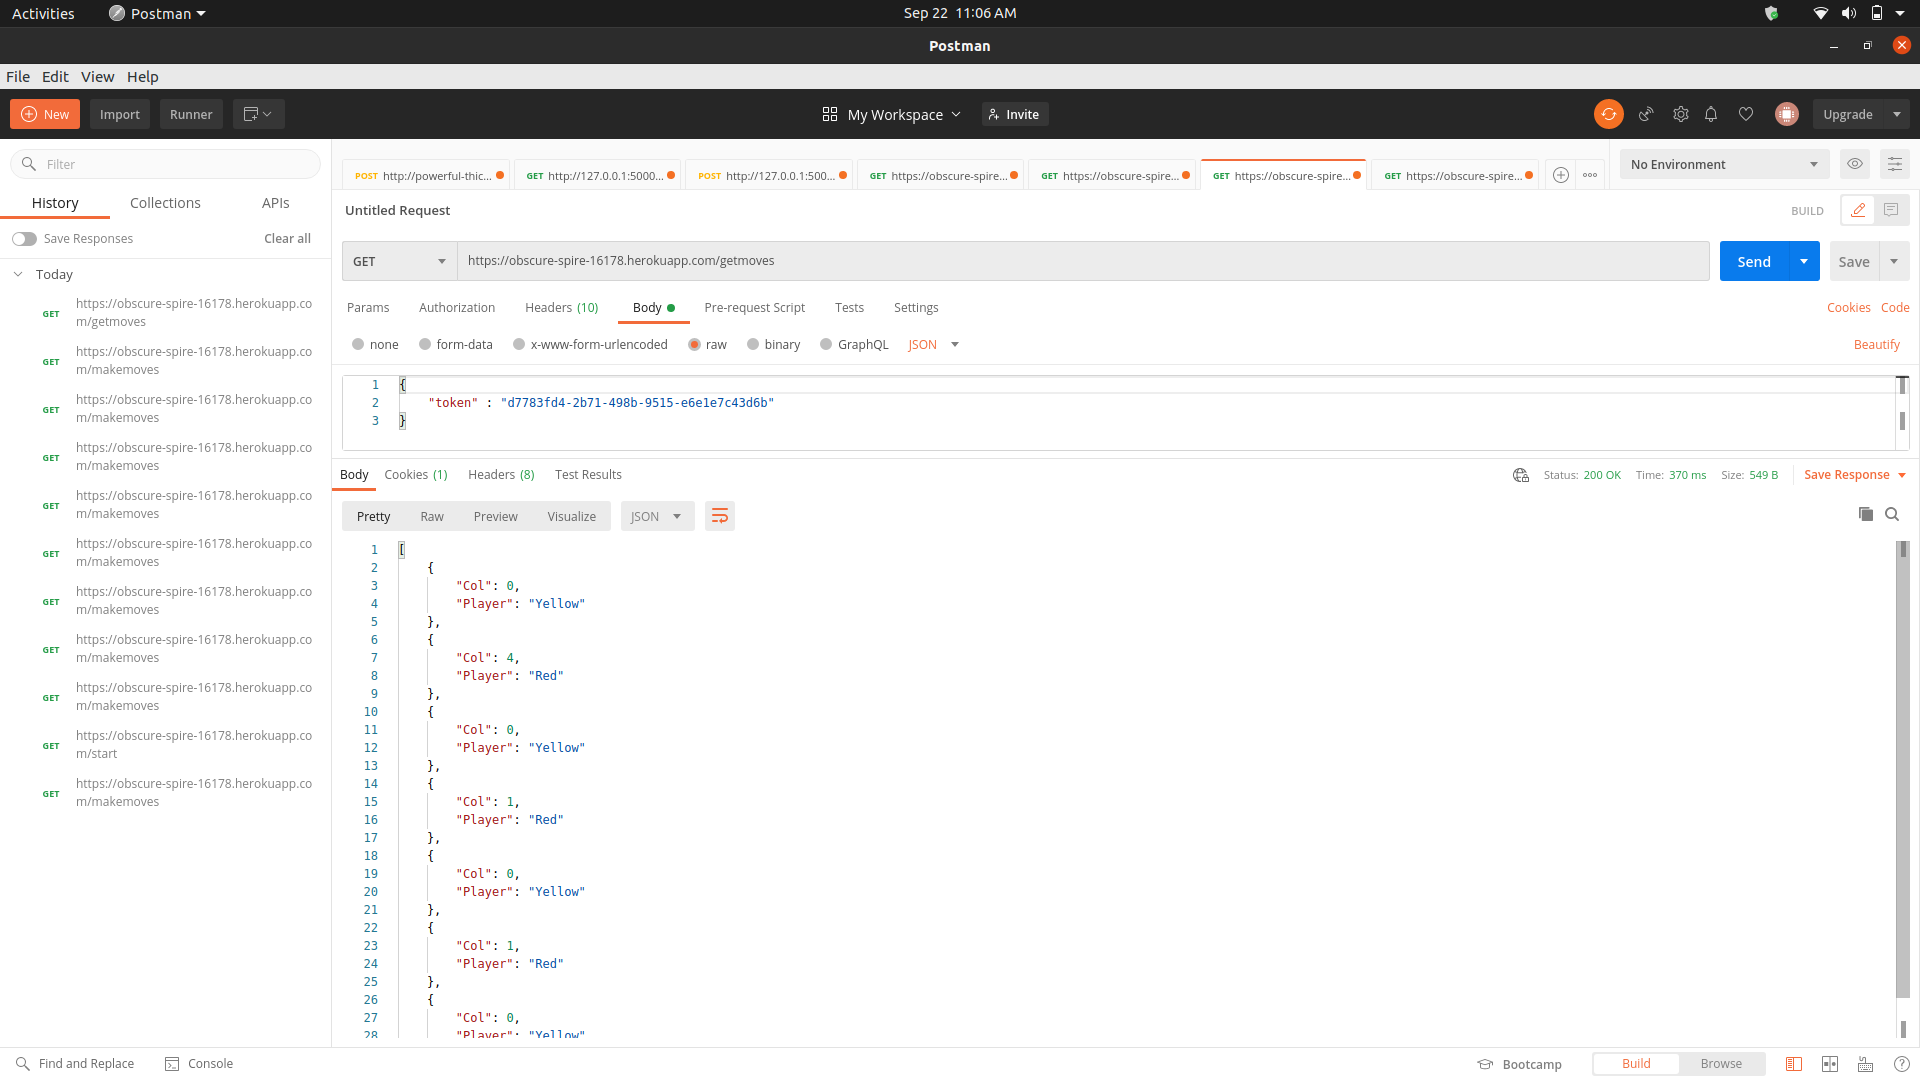 Activities
Postman
Sep 22 11:06 AM
Postman
File Edit View Help
New Import Runner
My Workspace
Invite
Upgrade
Filter
POST http://powerful-thic...
GET http://127.0.0.1:5000...
POST http://127.0.0.1:500...
GET https://obscure-spire...
GET https://obscure-spire...
GET https://obscure-spire...
GET https://obscure-spire...
No Environment
History Collections APIs
Untitled Request
BUILD
Save Responses Clear all
GET https://obscure-spire-16178.herokuapp.com/getmoves
Send Save
Today
GET https://obscure-spire-16178.herokuapp.co
m/getmoves
GET https://obscure-spire-16178.herokuapp.co
m/makemoves
GET https://obscure-spire-16178.herokuapp.co
m/makemoves
GET https://obscure-spire-16178.herokuapp.co
m/makemoves
GET https://obscure-spire-16178.herokuapp.co
m/makemoves
GET https://obscure-spire-16178.herokuapp.co
m/makemoves
GET https://obscure-spire-16178.herokuapp.co
m/makemoves
GET https://obscure-spire-16178.herokuapp.co
m/makemoves
GET https://obscure-spire-16178.herokuapp.co
m/makemoves
GET https://obscure-spire-16178.herokuapp.co
m/start
GET https://obscure-spire-16178.herokuapp.co
m/makemoves
Params Authorization Headers (10) Body Pre-request Script Tests Settings
Cookies Code
none form-data x-www-form-urlencoded raw binary GraphQL JSON
Beautify
1 {
2 "token" : "d7783fd4-2b71-498b-9515-e6e1e7c43d6b"
3 }
Body Cookies (1) Headers (8) Test Results
Status: 200 OK Time: 370 ms Size: 549 B Save Response
Pretty Raw Preview Visualize JSON
1 [
2 {
3 "Col": 0,
4 "Player": "Yellow"
5 },
6 {
7 "Col": 4,
8 "Player": "Red"
9 },
10 {
11 "Col": 0,
12 "Player": "Yellow"
13 },
14 {
15 "Col": 1,
16 "Player": "Red"
17 },
18 {
19 "Col": 0,
20 "Player": "Yellow"
21 },
22 {
23 "Col": 1,
24 "Player": "Red"
25 },
26 {
27 "Col": 0,
28 "Player": "Yellow"
Find and Replace Console
Bootcamp Build Browse